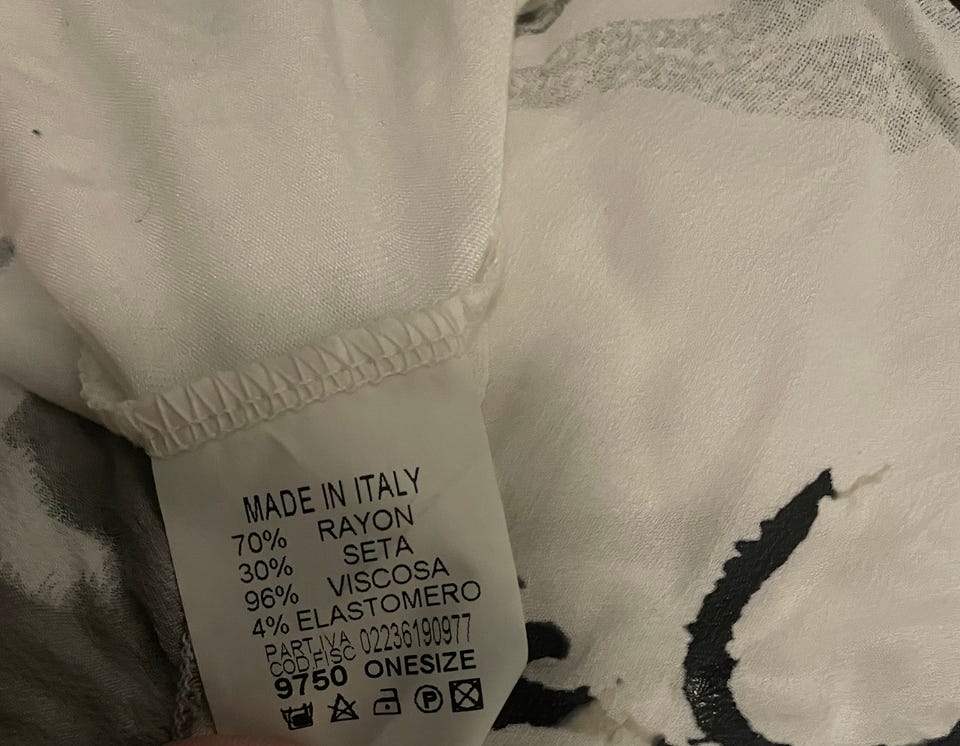 MADE IN ITALY
70% RAYON
30% SETA
96% VISCOSA
4% ELASTOMERO
PART.IVA
COD.FISC 02236190977
9750 ONESIZE
P